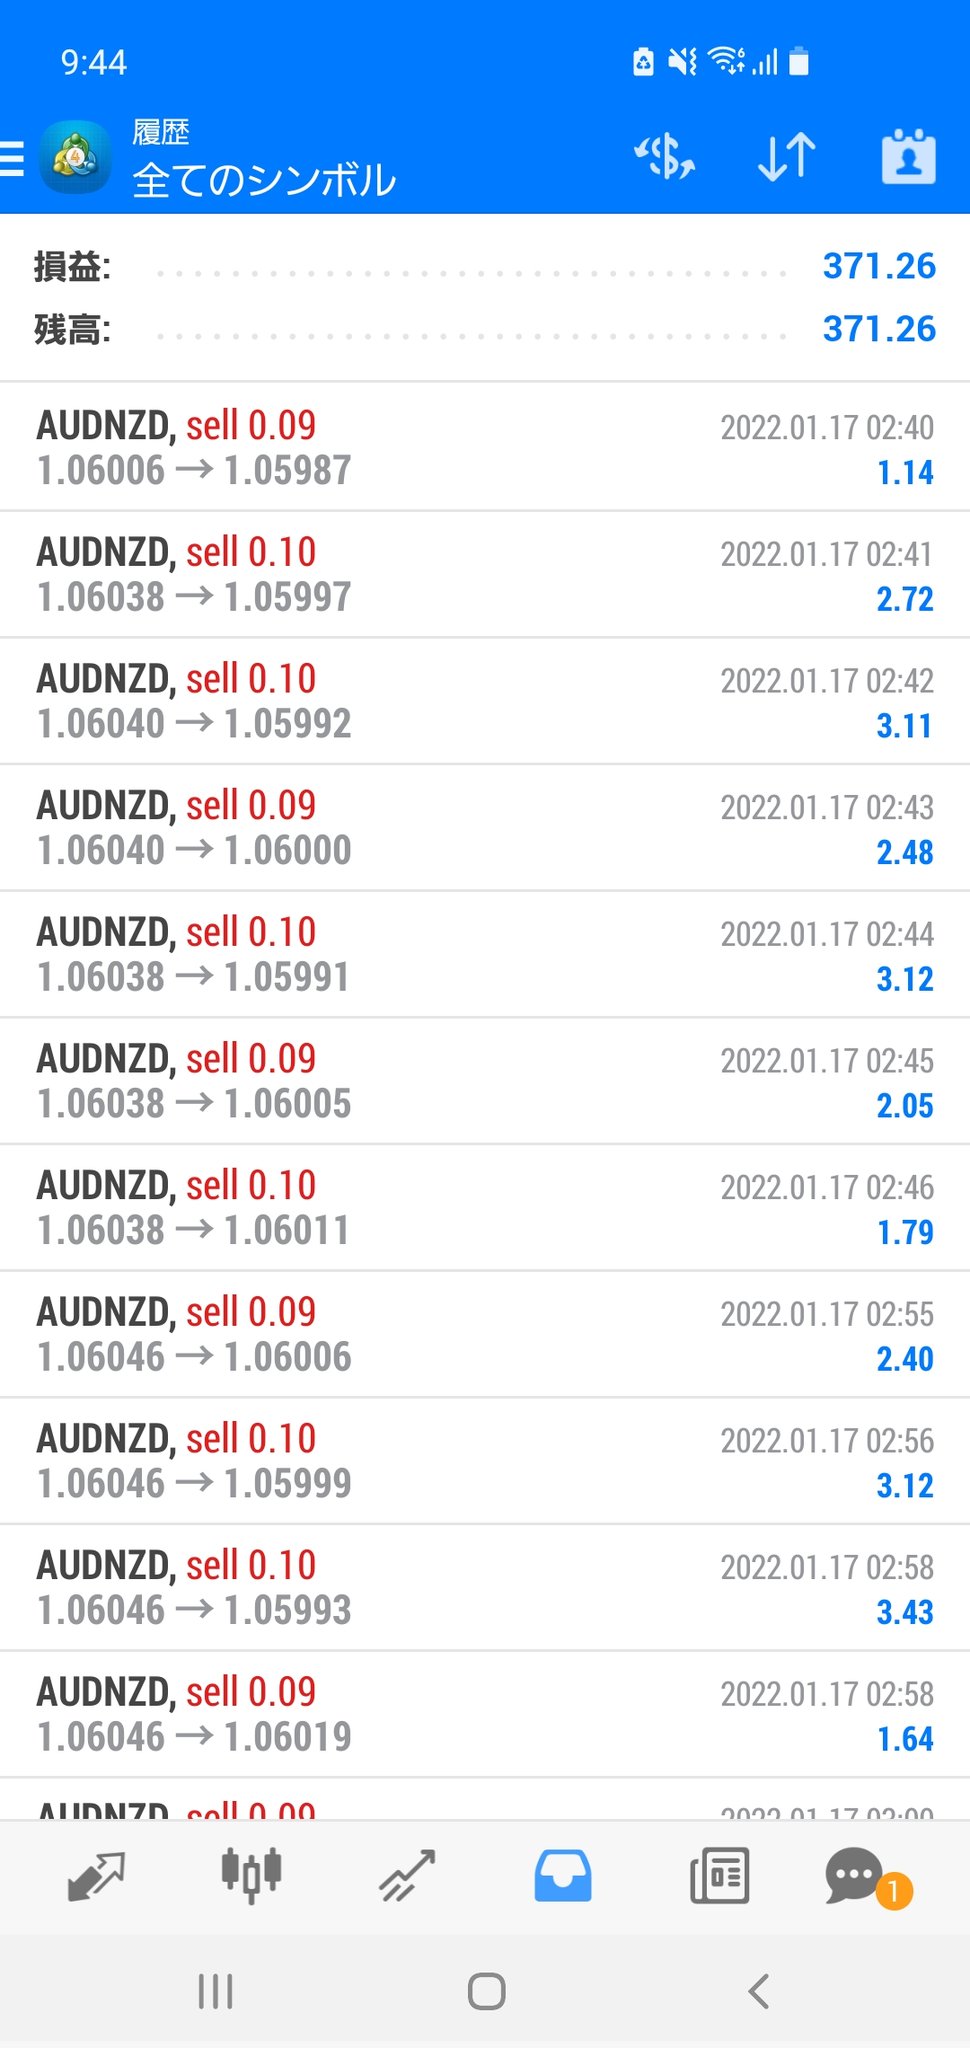 9:44
履歴
全てのシンボル
損益: 371.26
残高: 371.26
AUDNZD, sell 0.09 2022.01.17 02:40
1.06006 → 1.05987 1.14
AUDNZD, sell 0.10 2022.01.17 02:41
1.06038 → 1.05997 2.72
AUDNZD, sell 0.10 2022.01.17 02:42
1.06040 → 1.05992 3.11
AUDNZD, sell 0.09 2022.01.17 02:43
1.06040 → 1.06000 2.48
AUDNZD, sell 0.10 2022.01.17 02:44
1.06038 → 1.05991 3.12
AUDNZD, sell 0.09 2022.01.17 02:45
1.06038 → 1.06005 2.05
AUDNZD, sell 0.10 2022.01.17 02:46
1.06038 → 1.06011 1.79
AUDNZD, sell 0.09 2022.01.17 02:55
1.06046 → 1.06006 2.40
AUDNZD, sell 0.10 2022.01.17 02:56
1.06046 → 1.05999 3.12
AUDNZD, sell 0.10 2022.01.17 02:58
1.06046 → 1.05993 3.43
AUDNZD, sell 0.09 2022.01.17 02:58
1.06046 → 1.06019 1.64
AUDNZD, sell
1